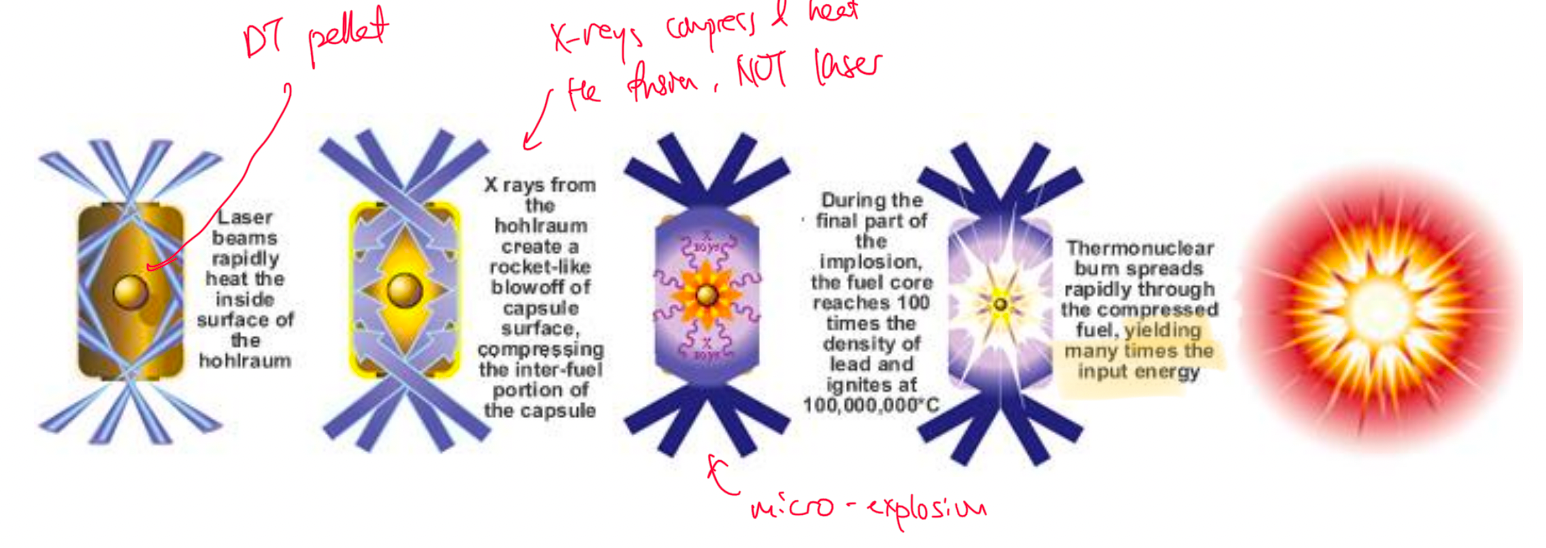 DT pellet
X-rays compress & heat
the fusion, NOT laser
Laser
beams
rapidly
heat the
inside
surface of
the
hohlraum
X rays from
the
hohlraum
create a
rocket-like
blowoff of
capsule
surface,
compressing
the inter-fuel
portion of
the capsule
X
rays
X
rays
During the
final part of
the
implosion,
the fuel core
reaches 100
times the
density of
lead and
ignites at
100,000,000°C
Thermonuclear
burn spreads
rapidly through
the compressed
fuel, yielding
many times the
input energy
micro-explosion